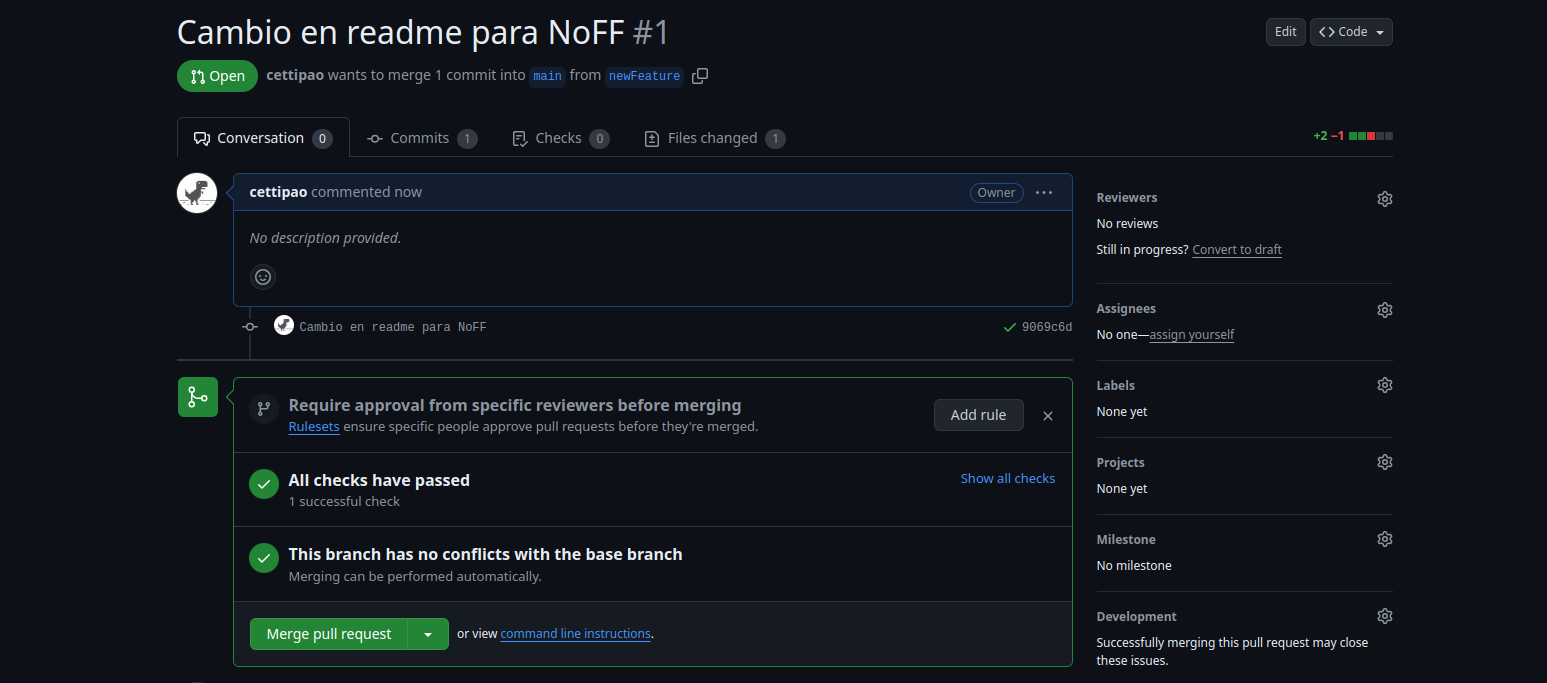 Cambio en readme para NoFF #1
Edit
Code
Open
cettipao wants to merge 1 commit into main from newFeature
Conversation 0
Commits 1
Checks 0
Files changed 1
+2 −1
cettipao commented now
Owner
No description provided.
Cambio en readme para NoFF
9069c6d
Require approval from specific reviewers before merging
Rulesets ensure specific people approve pull requests before they're merged.
Add rule
All checks have passed
1 successful check
Show all checks
This branch has no conflicts with the base branch
Merging can be performed automatically.
Merge pull request
or view command line instructions.
Reviewers
No reviews
Still in progress? Convert to draft
Assignees
No one—assign yourself
Labels
None yet
Projects
None yet
Milestone
No milestone
Development
Successfully merging this pull request may close
these issues.